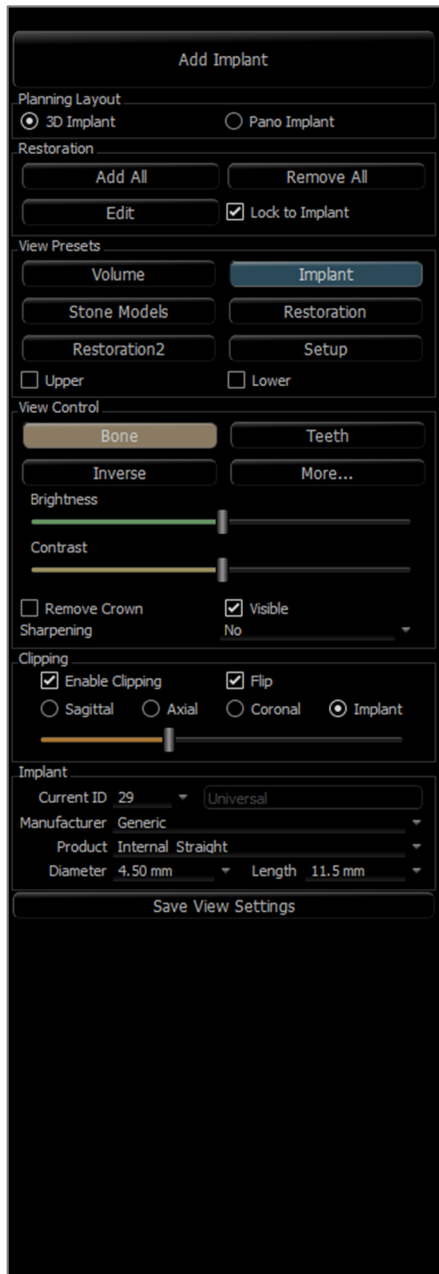 Add Implant
Planning Layout
3D Implant Pano Implant
Restoration
Add All Remove All
Edit Lock to Implant
View Presets
Volume Implant
Stone Models Restoration
Restoration2 Setup
Upper Lower
View Control
Bone Teeth
Inverse More...
Brightness
Contrast
Remove Crown Visible
Sharpening No
Clipping
Enable Clipping Flip
Sagittal Axial Coronal Implant
Implant
Current ID 29 Universal
Manufacturer Generic
Product Internal Straight
Diameter 4.50 mm Length 11.5 mm
Save View Settings